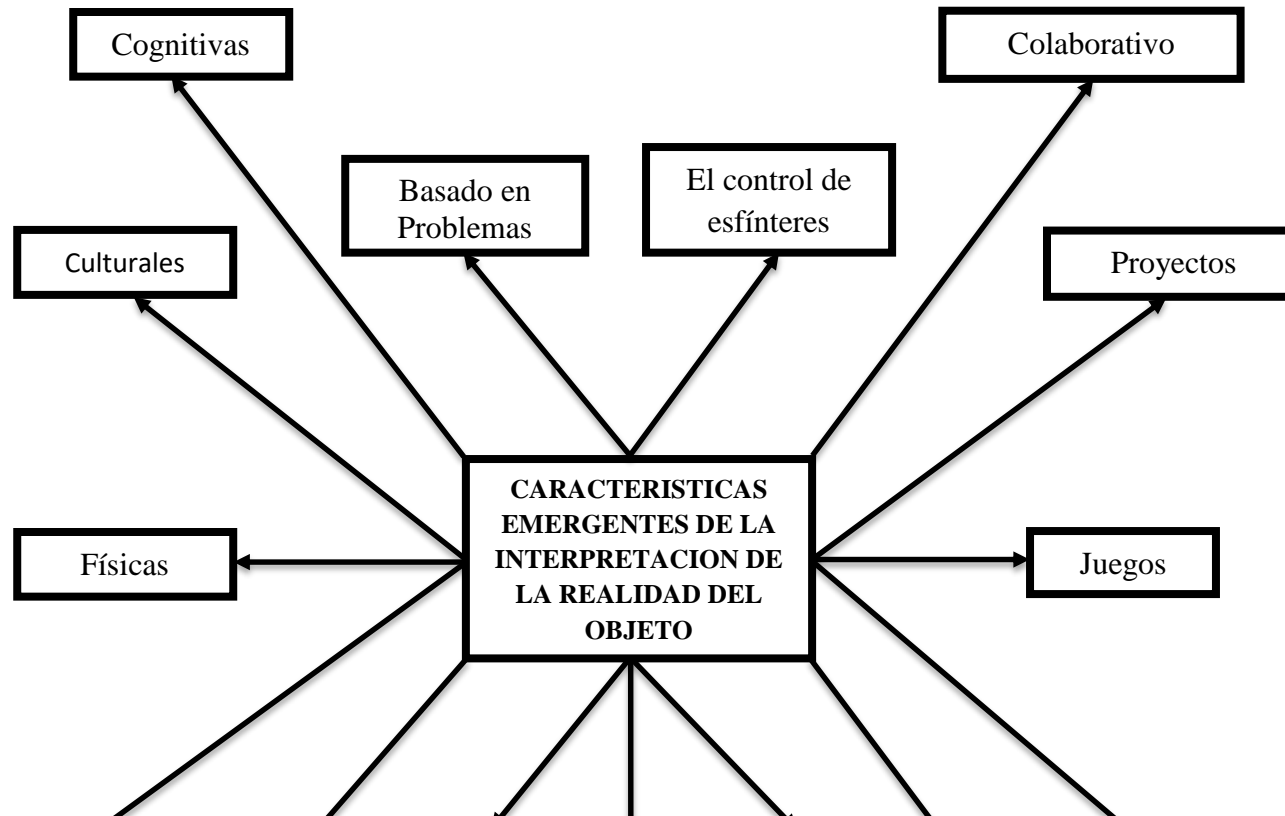 Cognitivas
Colaborativo
Basado en
Problemas
El control de
esfínteres
Culturales
Proyectos
CARACTERISTICAS
EMERGENTES DE LA
INTERPRETACION DE
LA REALIDAD DEL
OBJETO
Físicas
Juegos